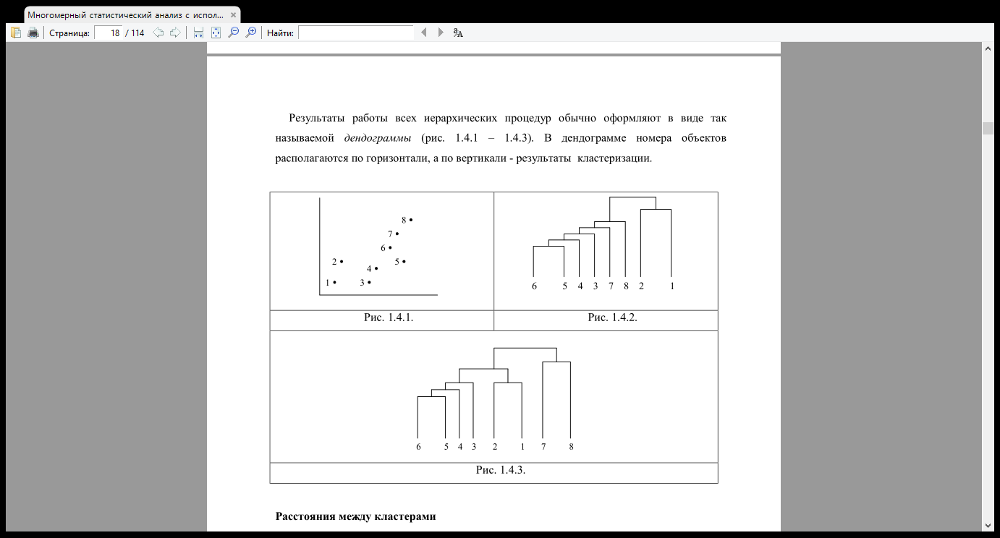 Многомерный статистический анализ с испол...
Страница: 18 / 114 Найти:
Результаты работы всех иерархических процедур обычно оформляют в виде так
называемой дендограммы (рис. 1.4.1 – 1.4.3). В дендограмме номера объектов
располагаются по горизонтали, а по вертикали - результаты кластеризации.
8
7
6
2 5
4
1 3
6 5 4 3 7 8 2 1
Рис. 1.4.1. Рис. 1.4.2.
6 5 4 3 2 1 7 8
Рис. 1.4.3.
Расстояния между кластерами